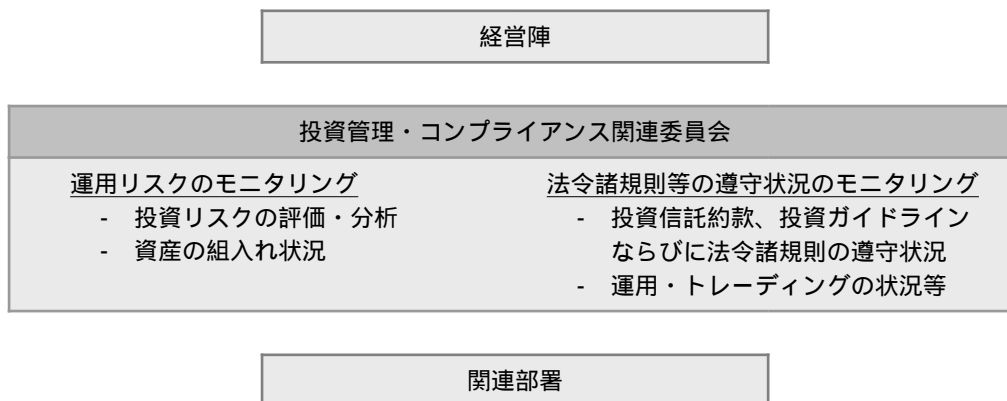 経営陣
投資管理・コンプライアンス関連委員会
運用リスクのモニタリング
- 投資リスクの評価・分析
- 資産の組入れ状況
法令諸規則等の遵守状況のモニタリング
- 投資信託約款、投資ガイドライン
ならびに法令諸規則の遵守状況
- 運用・トレーディングの状況等
関連部署